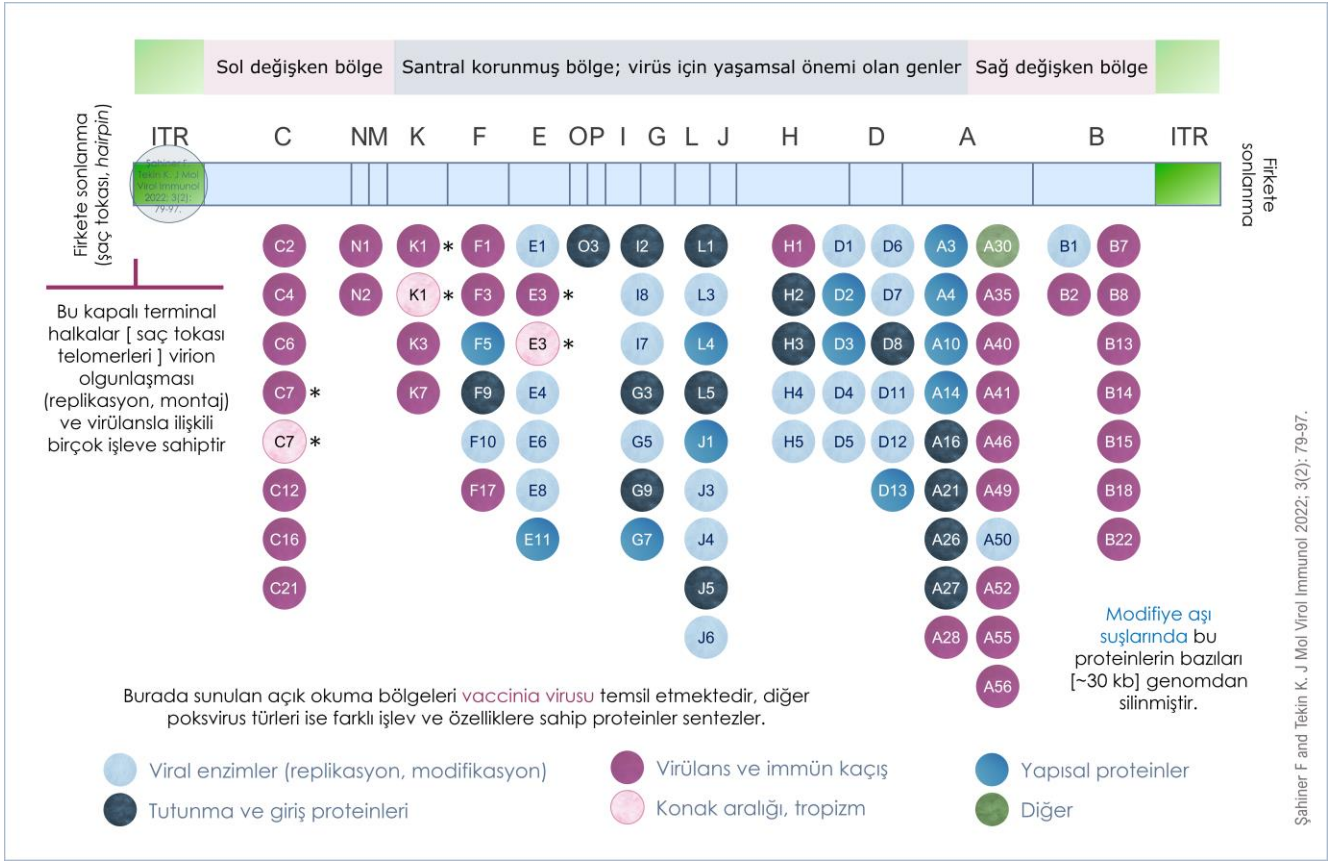 Sol değişken bölge
Santral korunmuş bölge; virüs için yaşamsal önemi olan genler
Sağ değişken bölge
ITR C NM K F E OP I G L J H D A B ITR
Şahiner F
Tekin K. J Mol
Virol Immunol
2022; 3(2):
79-97.
Firkete sonlanma
(saç tokası, hairpin)
Firkete
sonlanma
Bu kapalı terminal
halkalar [ saç tokası
telomerleri ] virion
olgunlaşması
(replikasyon, montaj)
ve virülansla ilişkili
birçok işleve sahiptir
C2 N1 K1 * F1 E1 O3 I2 L1 H1 D1 D6 A3 A30 B1 B7
C4 N2 K1 * F3 E3 * I8 L3 H2 D2 D7 A4 A35 B2 B8
C6 K3 F5 E3 * I7 L4 H3 D3 D8 A10 A40 B13
C7 * K7 F9 E4 G3 L5 H4 D4 D11 A14 A41 B14
C7 * F10 E6 G5 J1 H5 D5 D12 A16 A46 B15
C12 F17 E8 G9 J3 D13 A21 A49 B18
C16 E11 G7 J4 A26 A50 B22
C21 J5 A27 A52
J6 A28 A55
A56
Modifiye aşı
suşlarında bu
proteinlerin bazıları
[~30 kb] genomdan
silinmiştir.
Burada sunulan açık okuma bölgeleri vaccinia virusu temsil etmektedir, diğer
poksvirus türleri ise farklı işlev ve özelliklere sahip proteinler sentezler.
Viral enzimler (replikasyon, modifikasyon)
Virülans ve immün kaçış
Yapısal proteinler
Tutunma ve giriş proteinleri
Konak aralığı, tropizm
Diğer
Şahiner F and Tekin K. J Mol Virol Immunol 2022; 3(2): 79-97.